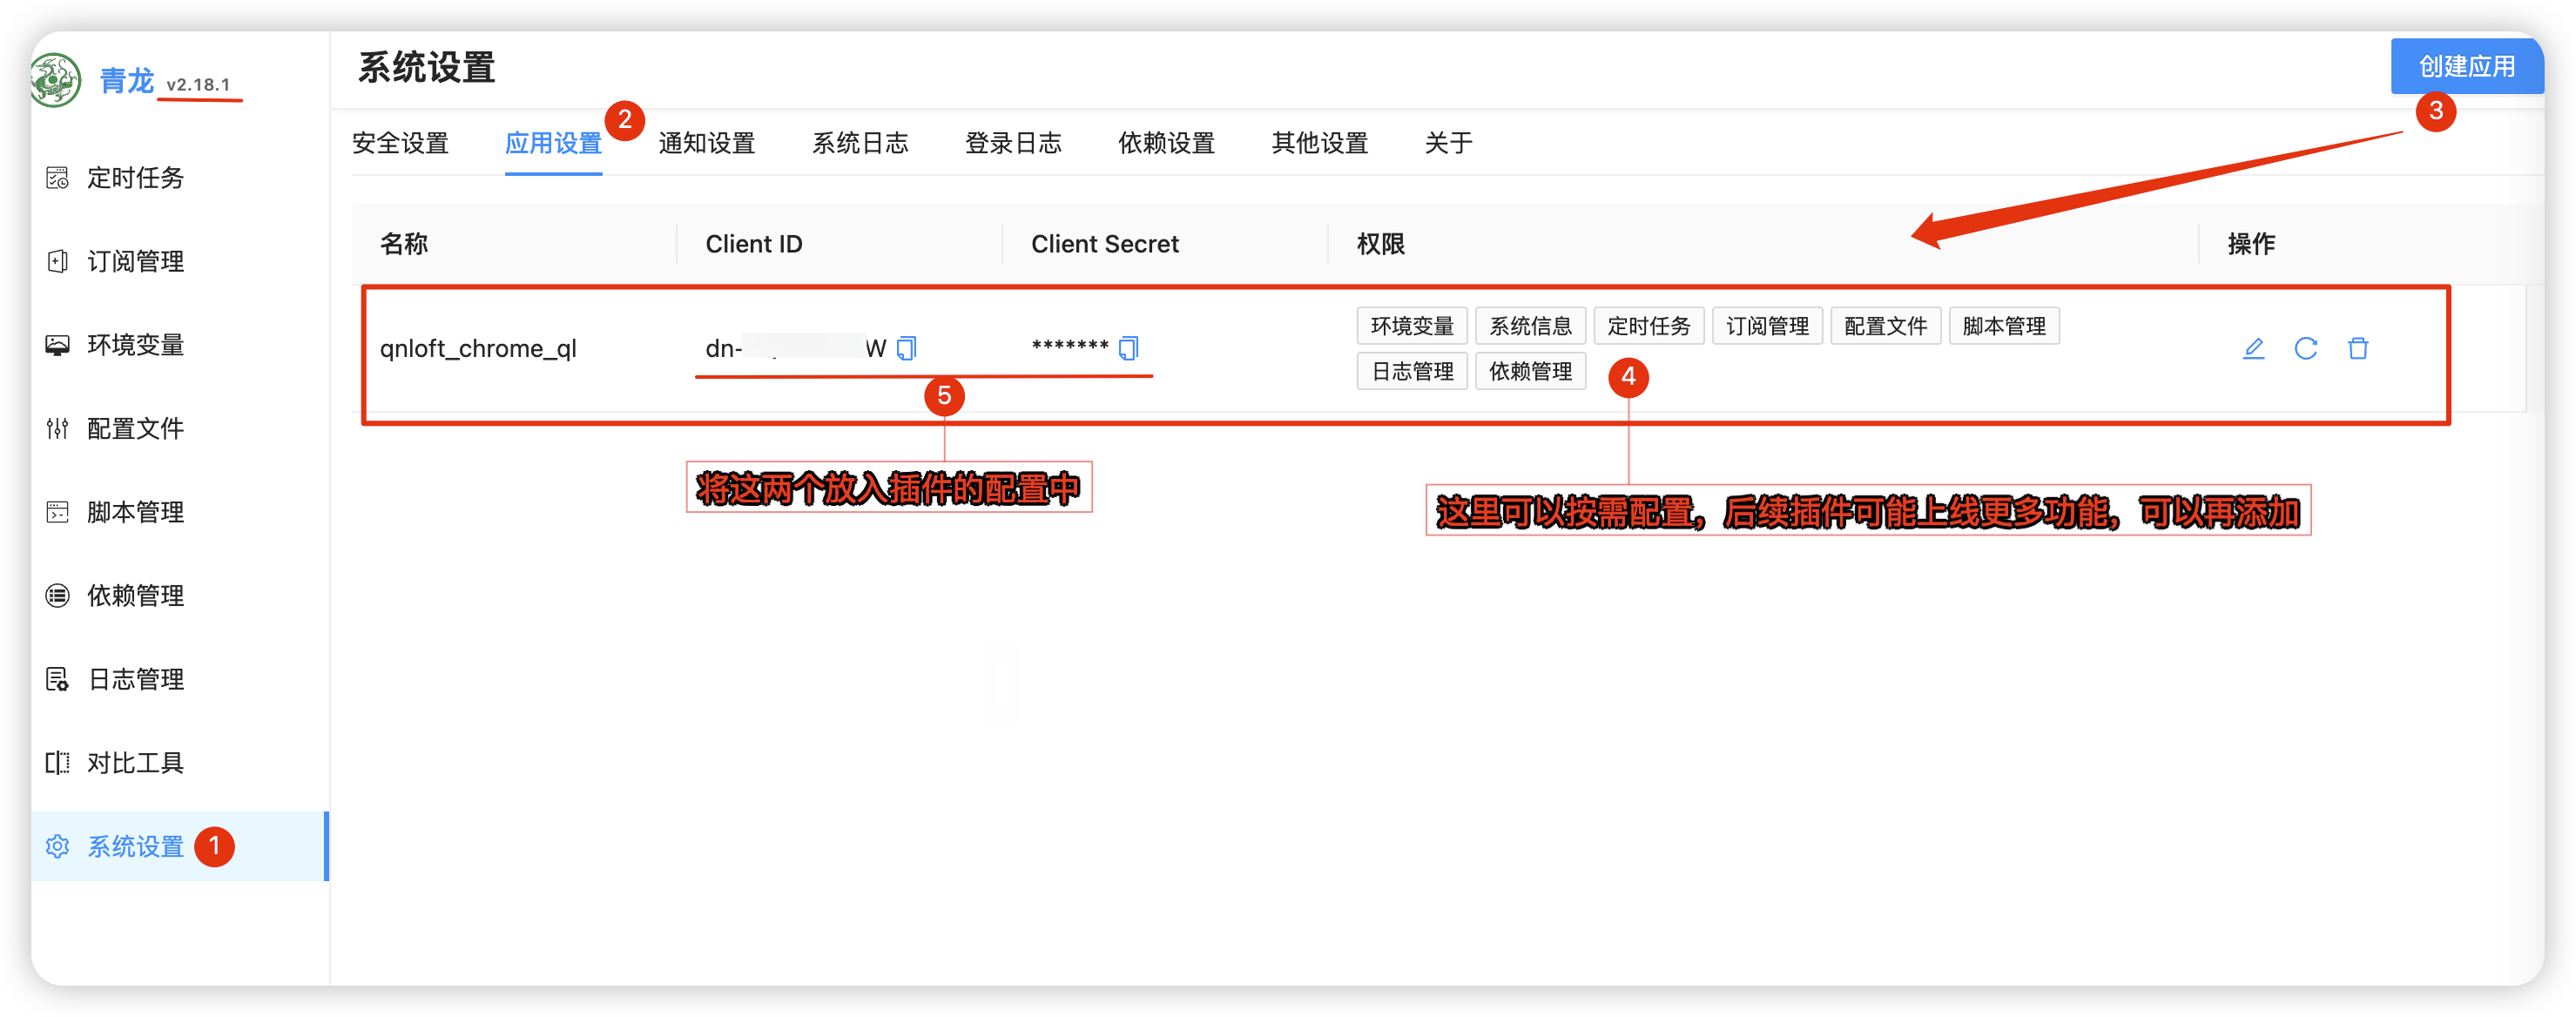 青龙 v2.18.1
系统设置
创建应用
3
安全设置 应用设置 2 通知设置 系统日志 登录日志 依赖设置 其他设置 关于
定时任务
订阅管理
环境变量
配置文件
脚本管理
依赖管理
日志管理
对比工具
系统设置 1
名称 Client ID Client Secret 权限 操作
qnloft_chrome_ql dn- W ******* 环境变量 系统信息 定时任务 订阅管理 配置文件 脚本管理
日志管理 依赖管理 4
5
将这两个放入插件的配置中
这里可以按需配置，后续插件可能上线更多功能，可以再添加